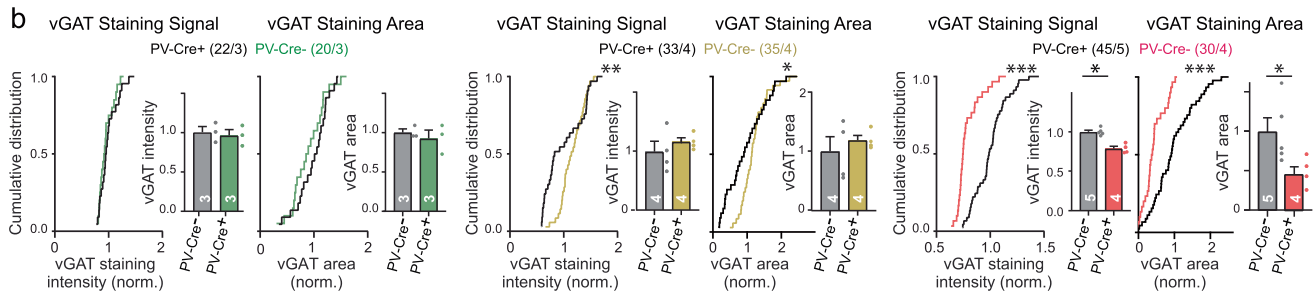 b
vGAT Staining Signal
vGAT Staining Area
PV-Cre+ (22/3) PV-Cre- (20/3)
Cumulative distribution
1.0
0.5
0.0
0
1
2
vGAT staining
intensity (norm.)
vGAT intensity
1.0
0.5
0.0
3
3
PV-Cre-
PV-Cre+
0
1
2
vGAT area
(norm.)
vGAT area
1.0
0.5
0.0
3
3
PV-Cre-
PV-Cre+
vGAT Staining Signal
vGAT Staining Area
PV-Cre+ (33/4) PV-Cre- (35/4)
Cumulative distribution
1.0
0.5
0.0
**
0
1
2
vGAT staining
intensity (norm.)
vGAT intensity
2
1
0
4
4
PV-Cre-
PV-Cre+
*
0
1
2
vGAT area
(norm.)
vGAT area
2
1
0
4
4
PV-Cre-
PV-Cre+
vGAT Staining Signal
vGAT Staining Area
PV-Cre+ (45/5) PV-Cre- (30/4)
Cumulative distribution
1.0
0.5
0.0
***
0.5
1.0
1.5
vGAT staining
intensity (norm.)
vGAT intensity
*
1.0
0.5
0.0
5
4
PV-Cre-
PV-Cre+
***
0
1
2
vGAT area
(norm.)
vGAT area
*
1
0
5
4
PV-Cre-
PV-Cre+